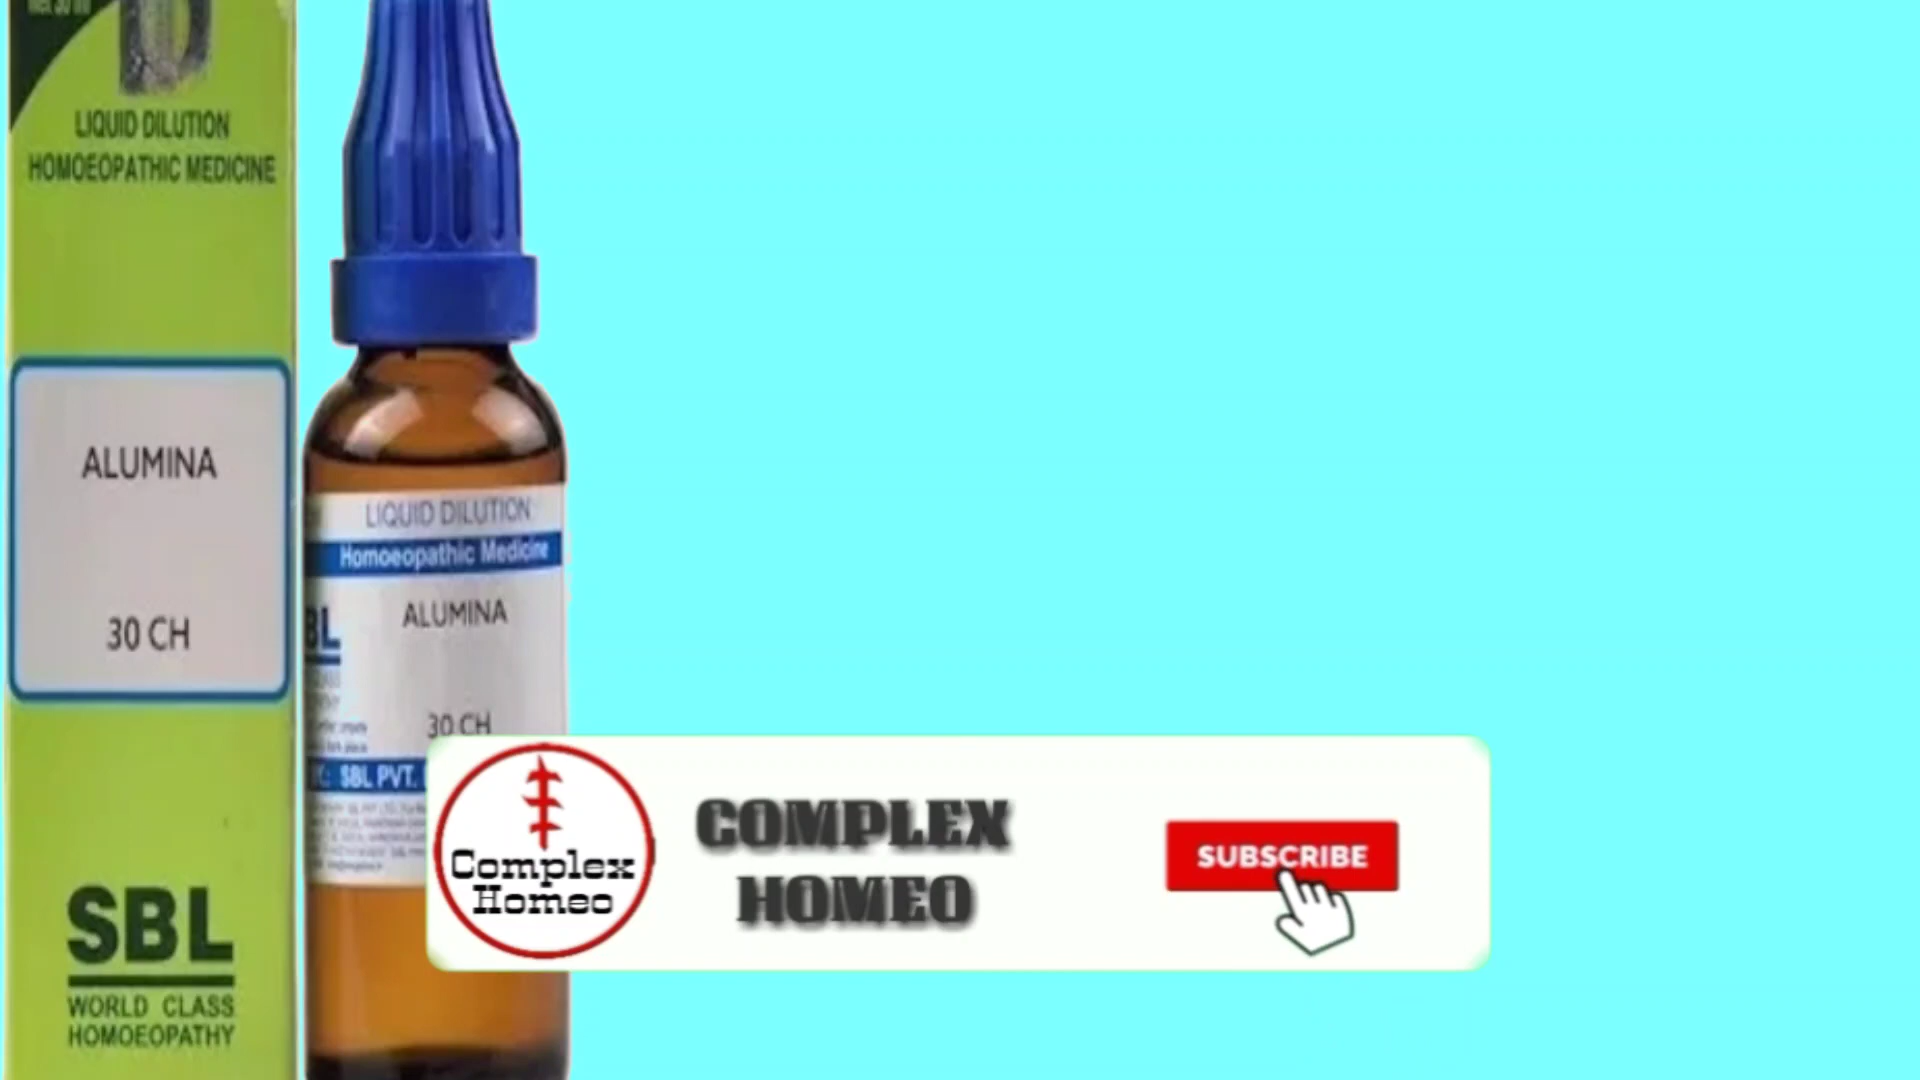 LIQUID DILUTION
HOMOEOPATHIC MEDICINE
ALUMINA
30 CH
SBL
WORLD CLASS
HOMOEOPATHY
LIQUID DILUTION
Homoeopathic Medicine
BL
ALUMINA
30 CH
SBL PVT.
Complex
Homeo
COMPLEX
HOMEO
SUBSCRIBE